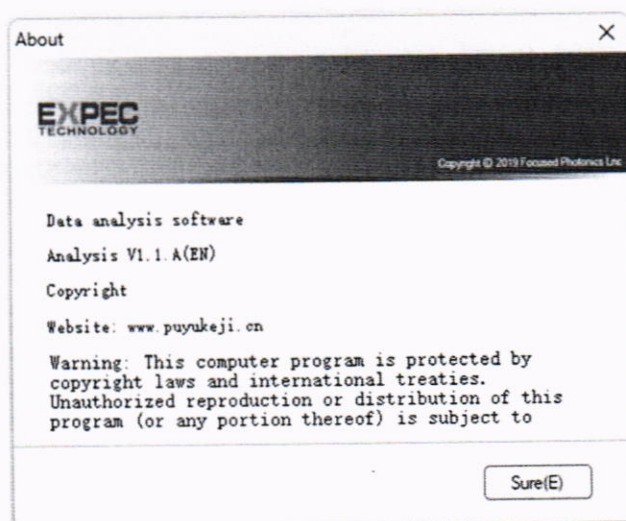 About
EXPEC
TECHNOLOGY
Copyright © 2019 Focused Photonics Lnc
Data analysis software
Analysis V1.1.A(EN)
Copyright
Website: www.puyukeji.cn
Warning: This computer program is protected by
copyright laws and international treaties.
Unauthorized reproduction or distribution of this
program (or any portion thereof) is subject to
Sure(E)